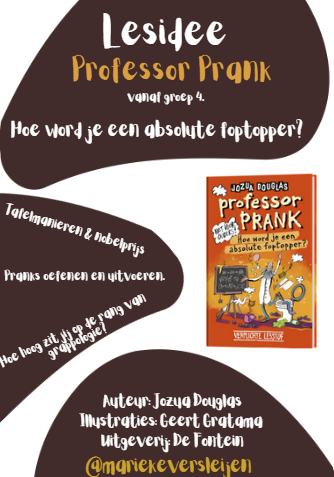 Lesidee
Professor Prank
vanaf groep 4.
Hoe word je een absolute foptopper?
JOZUA DOUGLAS
professor
PRANK
Hoe word je een
absolute foptopper?
VERPLICHTE LESSTOF
Tafelmanieren & nobelprijs
Pranks oefenen en uitvoeren.
Hoe hoog zit jij op de rang van
grappologie?
Auteur: Jozua Douglas
Illustraties: Geert Gratama
Uitgeverij: De Fontein
@mariekeversleijen